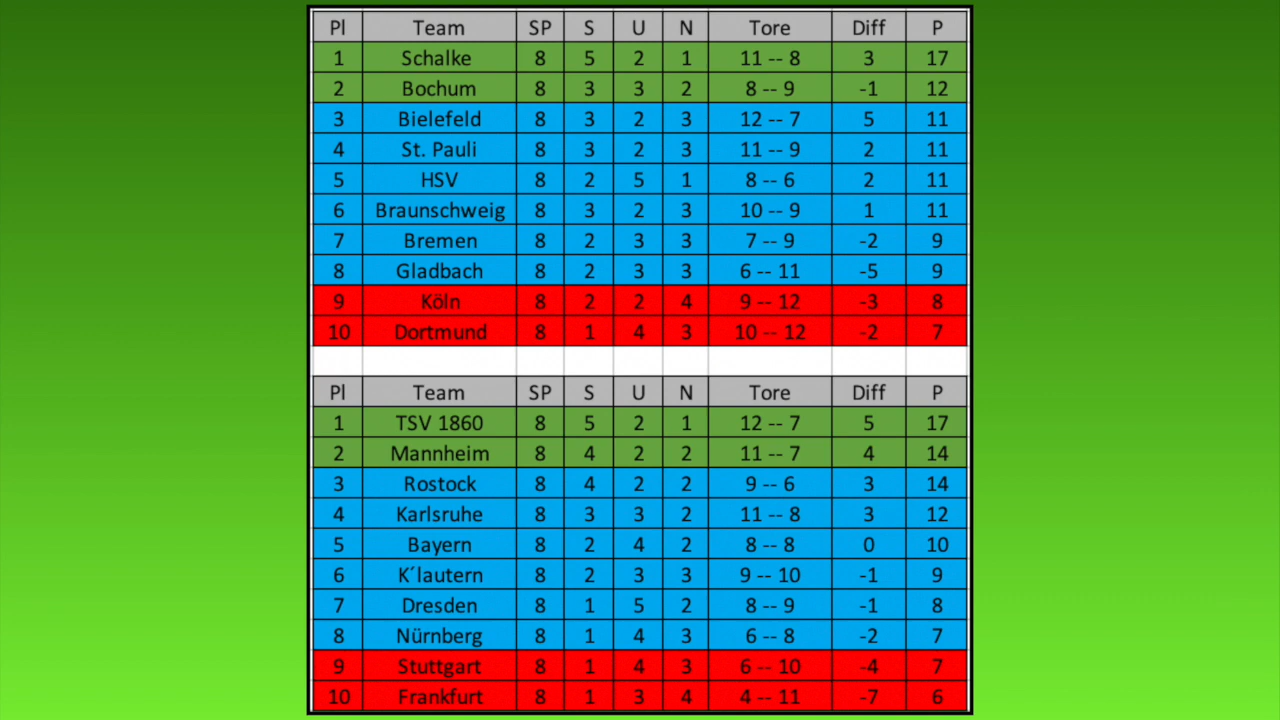 Pl Team SP S U N Tore Diff P
1 Schalke 8 5 2 1 11 -- 8 3 17
2 Bochum 8 3 3 2 8 -- 9 -1 12
3 Bielefeld 8 3 2 3 12 -- 7 5 11
4 St. Pauli 8 3 2 3 11 -- 9 2 11
5 HSV 8 2 5 1 8 -- 6 2 11
6 Braunschweig 8 3 2 3 10 -- 9 1 11
7 Bremen 8 2 3 3 7 -- 9 -2 9
8 Gladbach 8 2 3 3 6 -- 11 -5 9
9 Köln 8 2 2 4 9 -- 12 -3 8
10 Dortmund 8 1 4 3 10 -- 12 -2 7
Pl Team SP S U N Tore Diff P
1 TSV 1860 8 5 2 1 12 -- 7 5 17
2 Mannheim 8 4 2 2 11 -- 7 4 14
3 Rostock 8 4 2 2 9 -- 6 3 14
4 Karlsruhe 8 3 3 2 11 -- 8 3 12
5 Bayern 8 2 4 2 8 -- 8 0 10
6 K´lautern 8 2 3 3 9 -- 10 -1 9
7 Dresden 8 1 5 2 8 -- 9 -1 8
8 Nürnberg 8 1 4 3 6 -- 8 -2 7
9 Stuttgart 8 1 4 3 6 -- 10 -4 7
10 Frankfurt 8 1 3 4 4 -- 11 -7 6